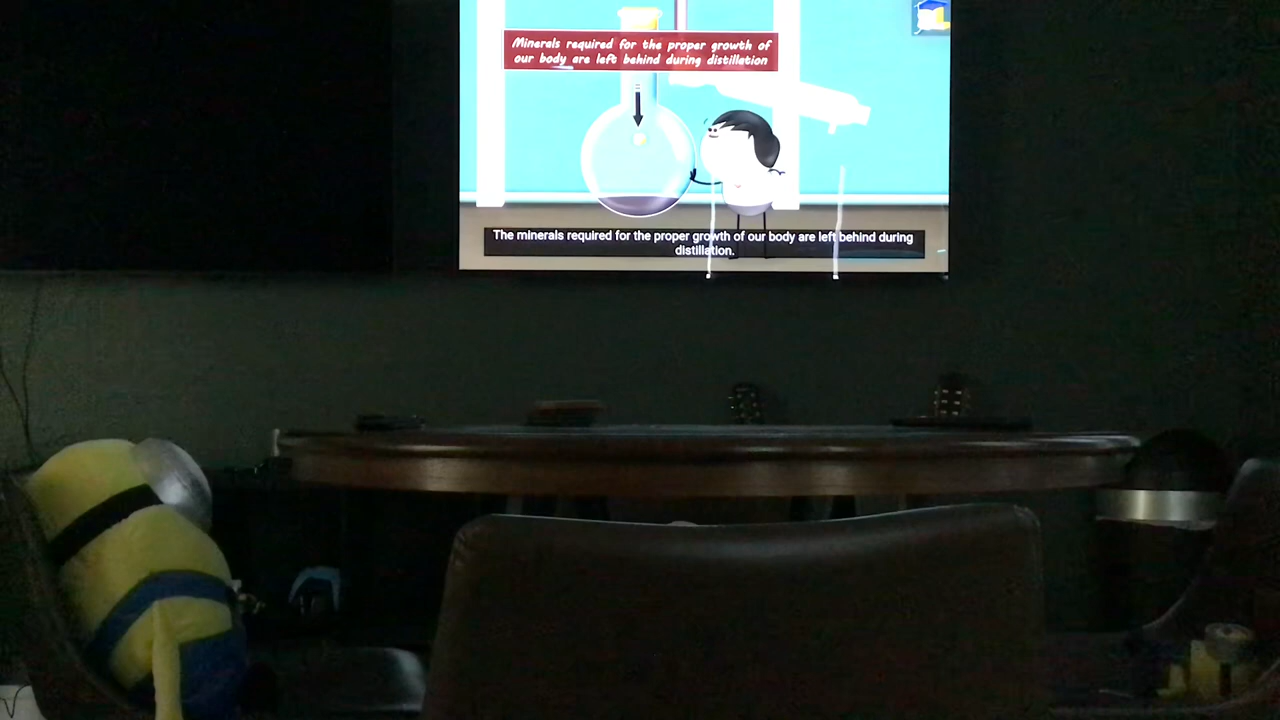 Minerals required for the proper growth of
our body are left behind during distillation
The minerals required for the proper growth of our body are left behind during
distillation.